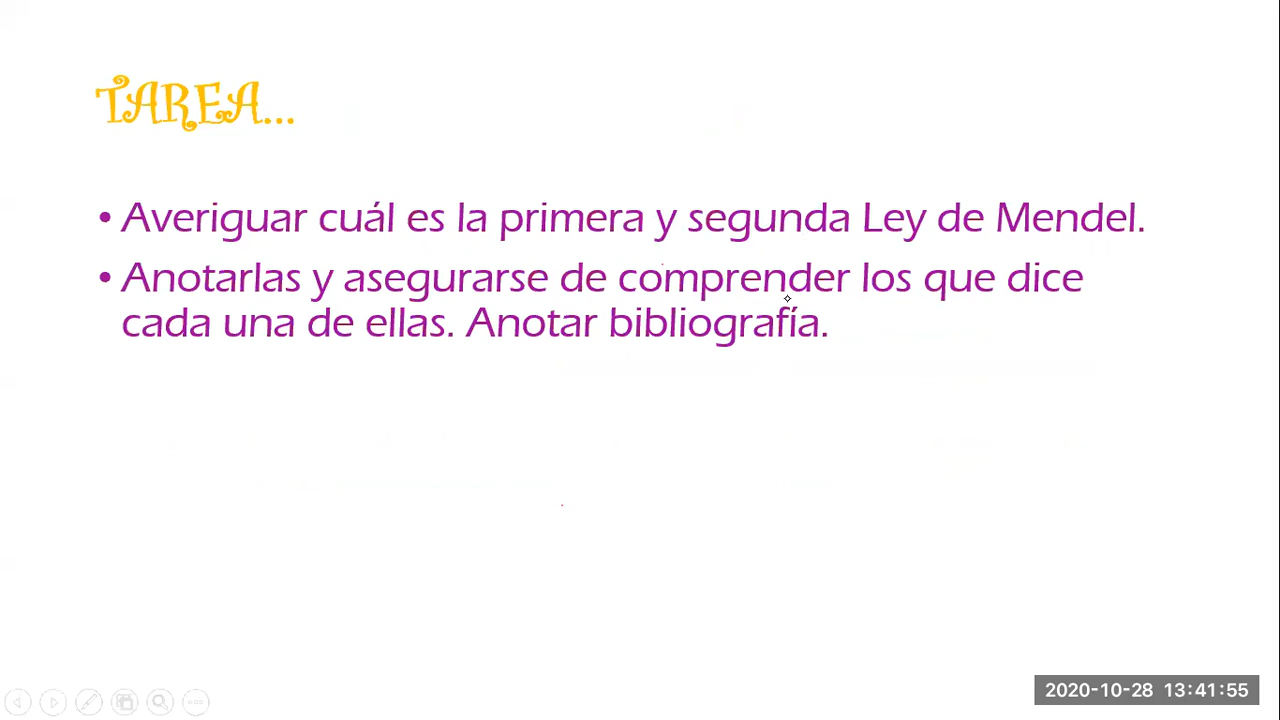 TAREA...
• Averiguar cuál es la primera y segunda Ley de Mendel.
• Anotarlas y asegurarse de comprender los que dice
cada una de ellas. Anotar bibliografía.
2020-10-28 13:41:55